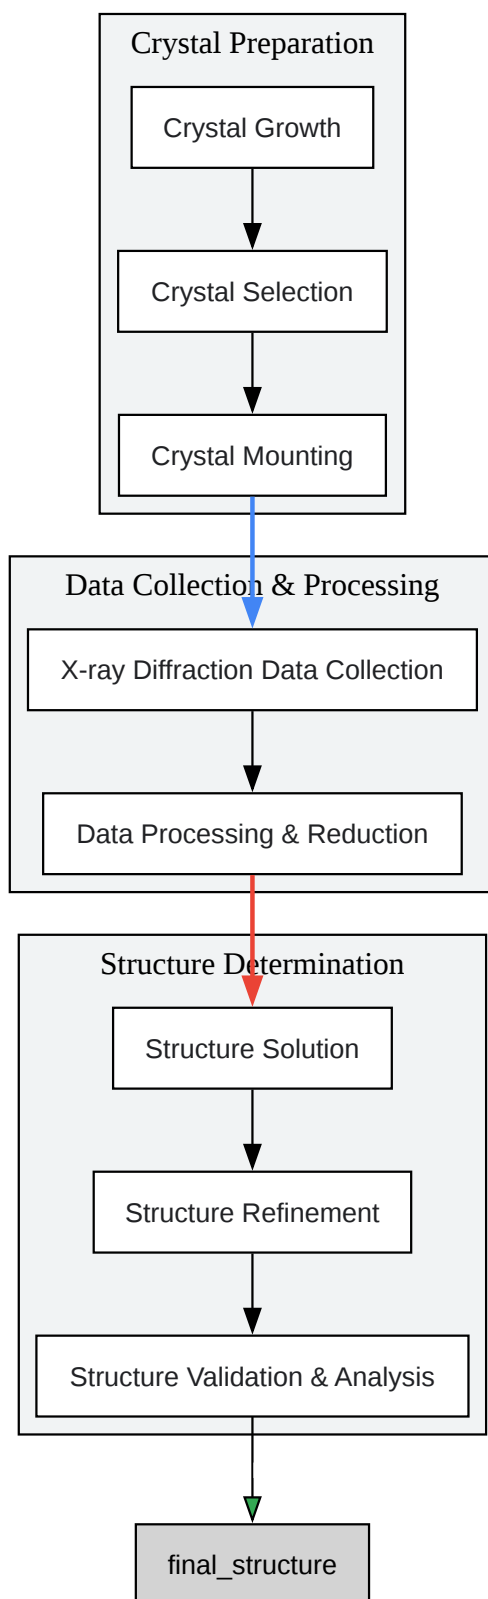 Crystal Preparation
Crystal Growth
Crystal Selection
Crystal Mounting
Data Collection & Processing
X-ray Diffraction Data Collection
Data Processing & Reduction
Structure Determination
Structure Solution
Structure Refinement
Structure Validation & Analysis
final_structure